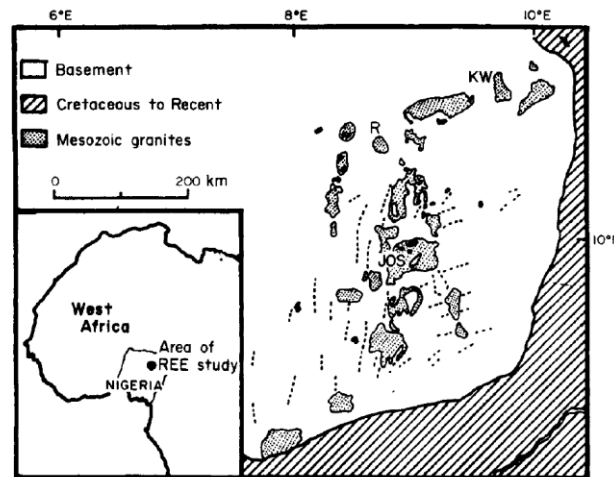 6°E 8°E 10°E
Basement
Cretaceous to Recent
Mesozoic granites
0 200 km
KW
R
10°
JOS
West
Africa
Area of
REE study
NIGERIA